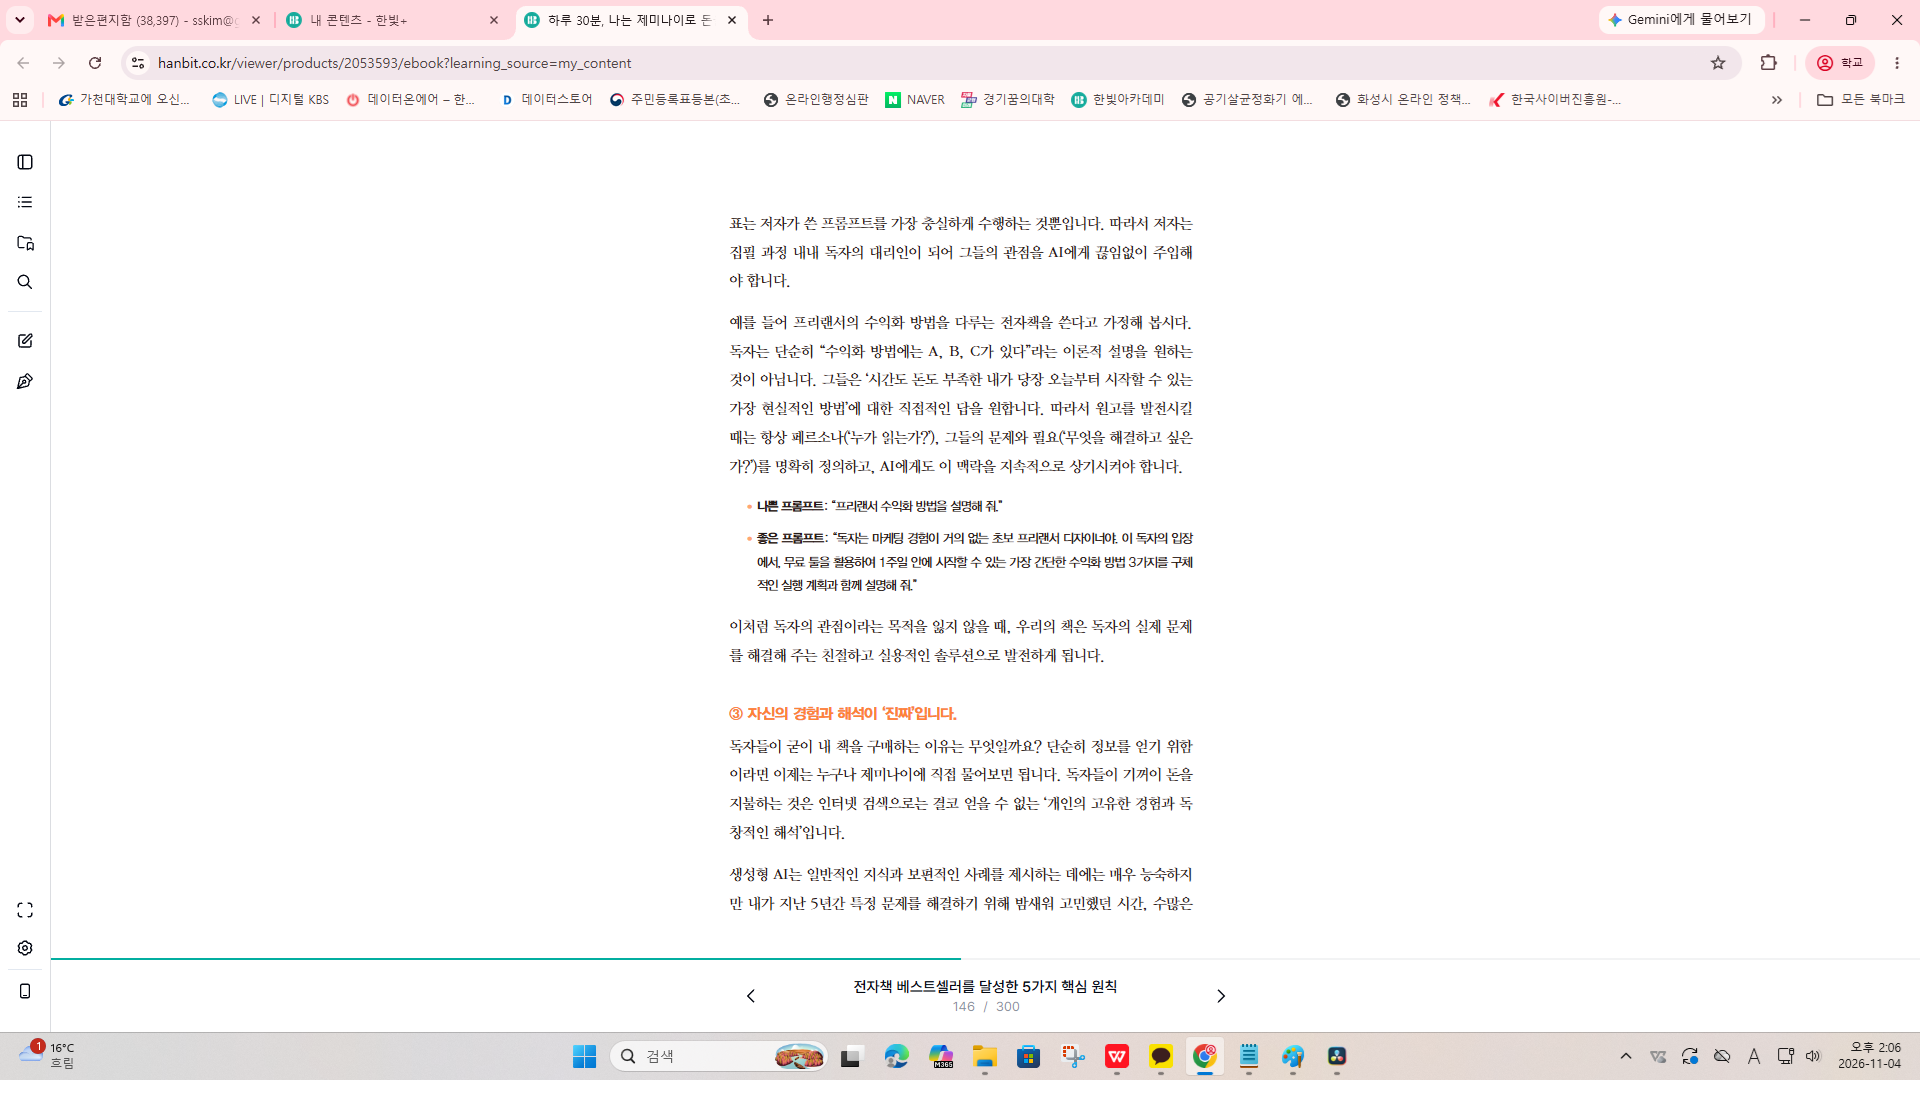 받은편지함 (38,397) - sskim@g
내 콘텐츠 - 한빛+
하루 30분, 나는 제미나이로 돈
Gemini에게 물어보기
hanbit.co.kr/viewer/products/2053593/ebook?learning_source=my_content
학교
가천대학교에 오신...
LIVE | 디지털 KBS
데이터온에어 – 한...
데이터스토어
주민등록표등본(초...
온라인행정심판
NAVER
경기꿈의대학
한빛아카데미
공기살균정화기 에...
화성시 온라인 정책...
한국사이버진흥원-...
모든 북마크
표는 저자가 쓴 프롬프트를 가장 충실하게 수행하는 것뿐입니다. 따라서 저자는
집필 과정 내내 독자의 대리인이 되어 그들의 관점을 AI에게 끊임없이 주입해
야 합니다.
예를 들어 프리랜서의 수익화 방법을 다루는 전자책을 쓴다고 가정해 봅시다.
독자는 단순히 “수익화 방법에는 A, B, C가 있다”라는 이론적 설명을 원하는
것이 아닙니다. 그들은 ‘시간도 돈도 부족한 내가 당장 오늘부터 시작할 수 있는
가장 현실적인 방법’에 대한 직접적인 답을 원합니다. 따라서 원고를 발전시킬
때는 항상 페르소나(‘누가 읽는가?’), 그들의 문제와 필요(‘무엇을 해결하고 싶은
가?’)를 명확히 정의하고, AI에게도 이 맥락을 지속적으로 상기시켜야 합니다.
• 나쁜 프롬프트: “프리랜서 수익화 방법을 설명해 줘.”
• 좋은 프롬프트: “독자는 마케팅 경험이 거의 없는 초보 프리랜서 디자이너야. 이 독자의 입장
에서, 무료 툴을 활용하여 1주일 안에 시작할 수 있는 가장 간단한 수익화 방법 3가지를 구체
적인 실행 계획과 함께 설명해 줘.”
이처럼 독자의 관점이라는 목적을 잃지 않을 때, 우리의 책은 독자의 실제 문제
를 해결해 주는 친절하고 실용적인 솔루션으로 발전하게 됩니다.
③ 자신의 경험과 해석이 ‘진짜’입니다.
독자들이 굳이 내 책을 구매하는 이유는 무엇일까요? 단순히 정보를 얻기 위함
이라면 이제는 누구나 제미나이에 직접 물어보면 됩니다. 독자들이 기꺼이 돈을
지불하는 것은 인터넷 검색으로는 결코 얻을 수 없는 ‘개인의 고유한 경험과 독
창적인 해석’입니다.
생성형 AI는 일반적인 지식과 보편적인 사례를 제시하는 데에는 매우 능숙하지
만 내가 지난 5년간 특정 문제를 해결하기 위해 밤새워 고민했던 시간, 수많은
전자책 베스트셀러를 달성한 5가지 핵심 원칙
146 / 300
1
16°C
흐림
검색
M365
A
오후 2:06
2026-11-04